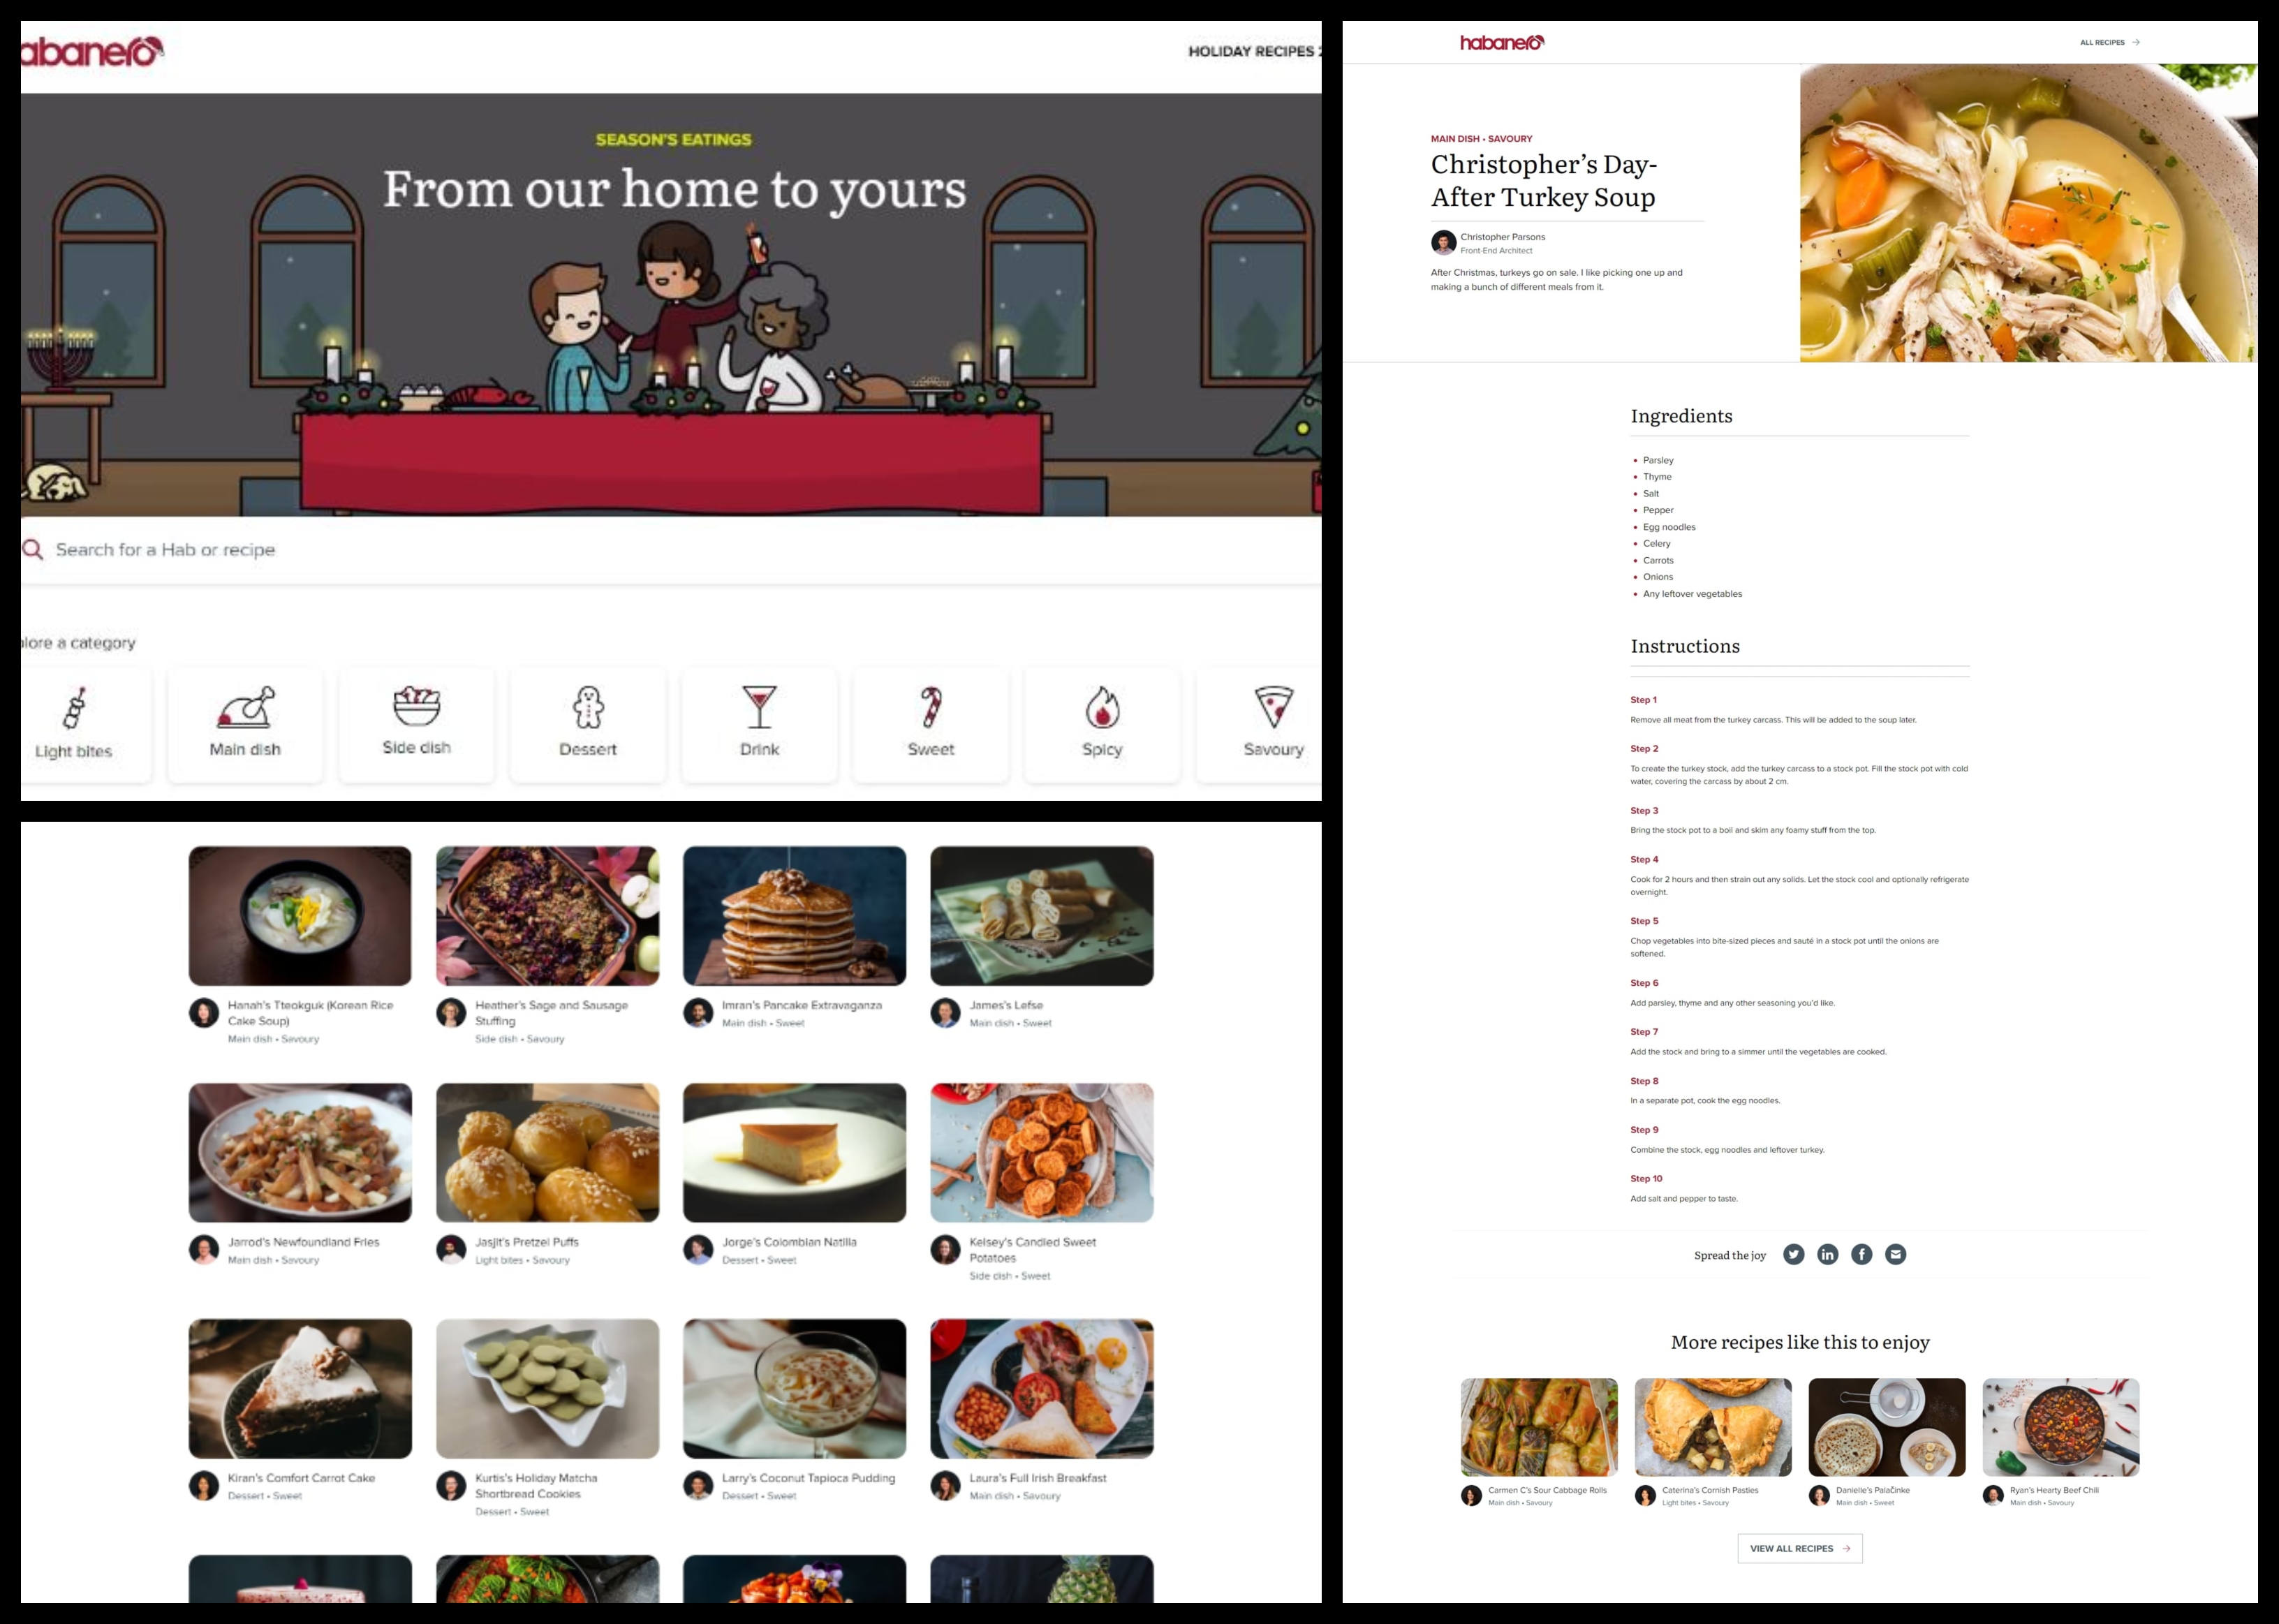 abanero
HOLIDAY RECIPES
SEASON'S EATINGS
From our home to yours
Search for a Hab or recipe
lore a category
Light bites
Main dish
Side dish
Dessert
Drink
Sweet
Spicy
Savoury
Hanah's Tteokguk (Korean Rice
Cake Soup)
Main dish • Savoury
Heather's Sage and Sausage
Stuffing
Side dish • Savoury
Imran's Pancake Extravaganza
Main dish • Sweet
James's Lefse
Main dish • Sweet
Jarrod's Newfoundland Fries
Main dish • Savoury
Jasjit's Pretzel Puffs
Light bites • Savoury
Jorge's Colombian Natilla
Dessert • Sweet
Kelsey's Candied Sweet
Potatoes
Side dish • Sweet
Kiran's Comfort Carrot Cake
Dessert • Sweet
Kurtis's Holiday Matcha
Shortbread Cookies
Dessert • Sweet
Larry's Coconut Tapioca Pudding
Dessert • Sweet
Laura's Full Irish Breakfast
Main dish • Savoury
habanero
ALL RECIPES →
MAIN DISH • SAVOURY
Christopher's Day-
After Turkey Soup
Christopher Parsons
Front-End Architect
After Christmas, turkeys go on sale. I like picking one up and
making a bunch of different meals from it.
Ingredients
• Parsley
• Thyme
• Salt
• Pepper
• Egg noodles
• Celery
• Carrots
• Onions
• Any leftover vegetables
Instructions
Step 1
Remove all meat from the turkey carcass. This will be added to the soup later.
Step 2
To create the turkey stock, add the turkey carcass to a stock pot. Fill the stock pot with cold
water, covering the carcass by about 2 cm.
Step 3
Bring the stock pot to a boil and skim any foamy stuff from the top.
Step 4
Cook for 2 hours and then strain out any solids. Let the stock cool and optionally refrigerate
overnight.
Step 5
Chop vegetables into bite-sized pieces and sauté in a stock pot until the onions are
softened.
Step 6
Add parsley, thyme and any other seasoning you'd like.
Step 7
Add the stock and bring to a simmer until the vegetables are cooked.
Step 8
In a separate pot, cook the egg noodles.
Step 9
Combine the stock, egg noodles and leftover turkey.
Step 10
Add salt and pepper to taste.
Spread the joy
More recipes like this to enjoy
Carmen C's Sour Cabbage Rolls
Main dish • Savoury
Caterina's Cornish Pasties
Light bites • Savoury
Danielle's Palačinke
Main dish • Sweet
Ryan's Hearty Beef Chili
Main dish • Savoury
VIEW ALL RECIPES →